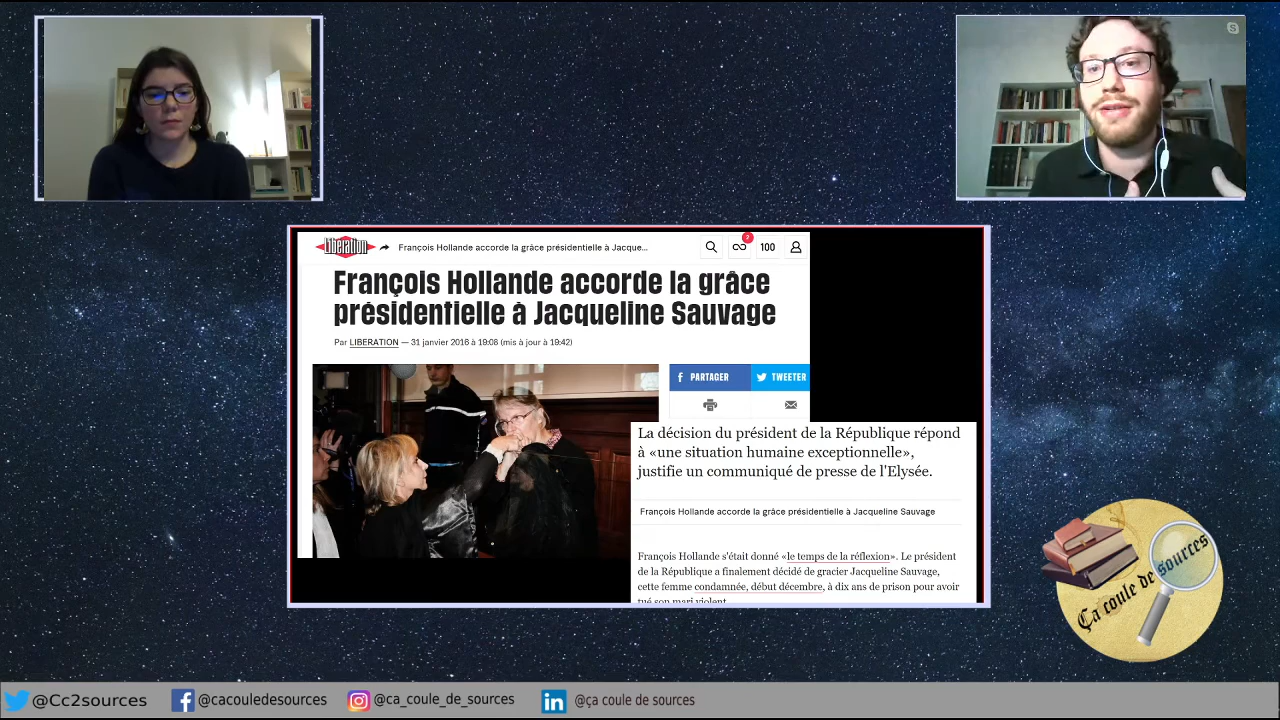 Libération
François Hollande accorde la grâce présidentielle à Jacque...
2
100
François Hollande accorde la grâce
présidentielle à Jacqueline Sauvage
Par LIBERATION — 31 janvier 2016 à 19:08 (mis à jour à 19:42)
PARTAGER
TWEETER
La décision du président de la République répond
à «une situation humaine exceptionnelle»,
justifie un communiqué de presse de l'Elysée.
François Hollande accorde la grâce présidentielle à Jacqueline Sauvage
François Hollande s'était donné «le temps de la réflexion». Le président
de la République a finalement décidé de gracier Jacqueline Sauvage,
cette femme condamnée, début décembre, à dix ans de prison pour avoir
tué son mari violent
Ça coule de sources
@Cc2sources
@cacouledesources
@ca_coule_de_sources
@ça coule de sources